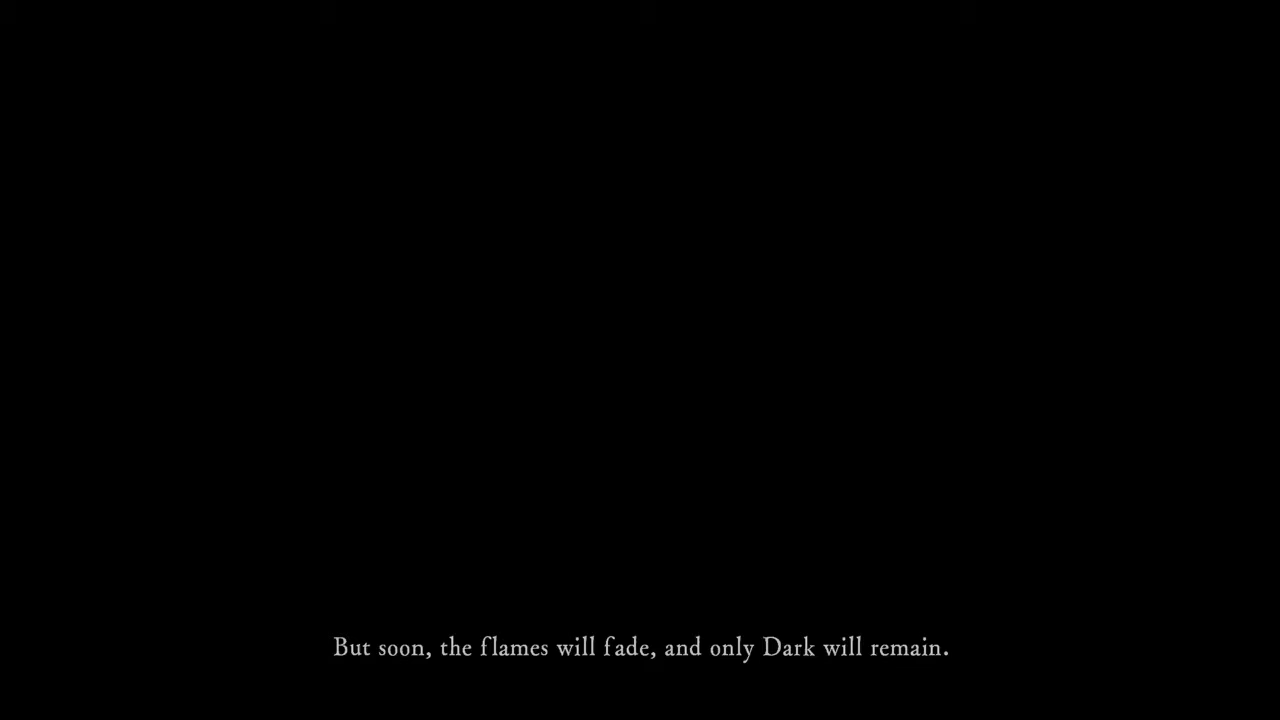 But soon, the flames will fade, and only Dark will remain.